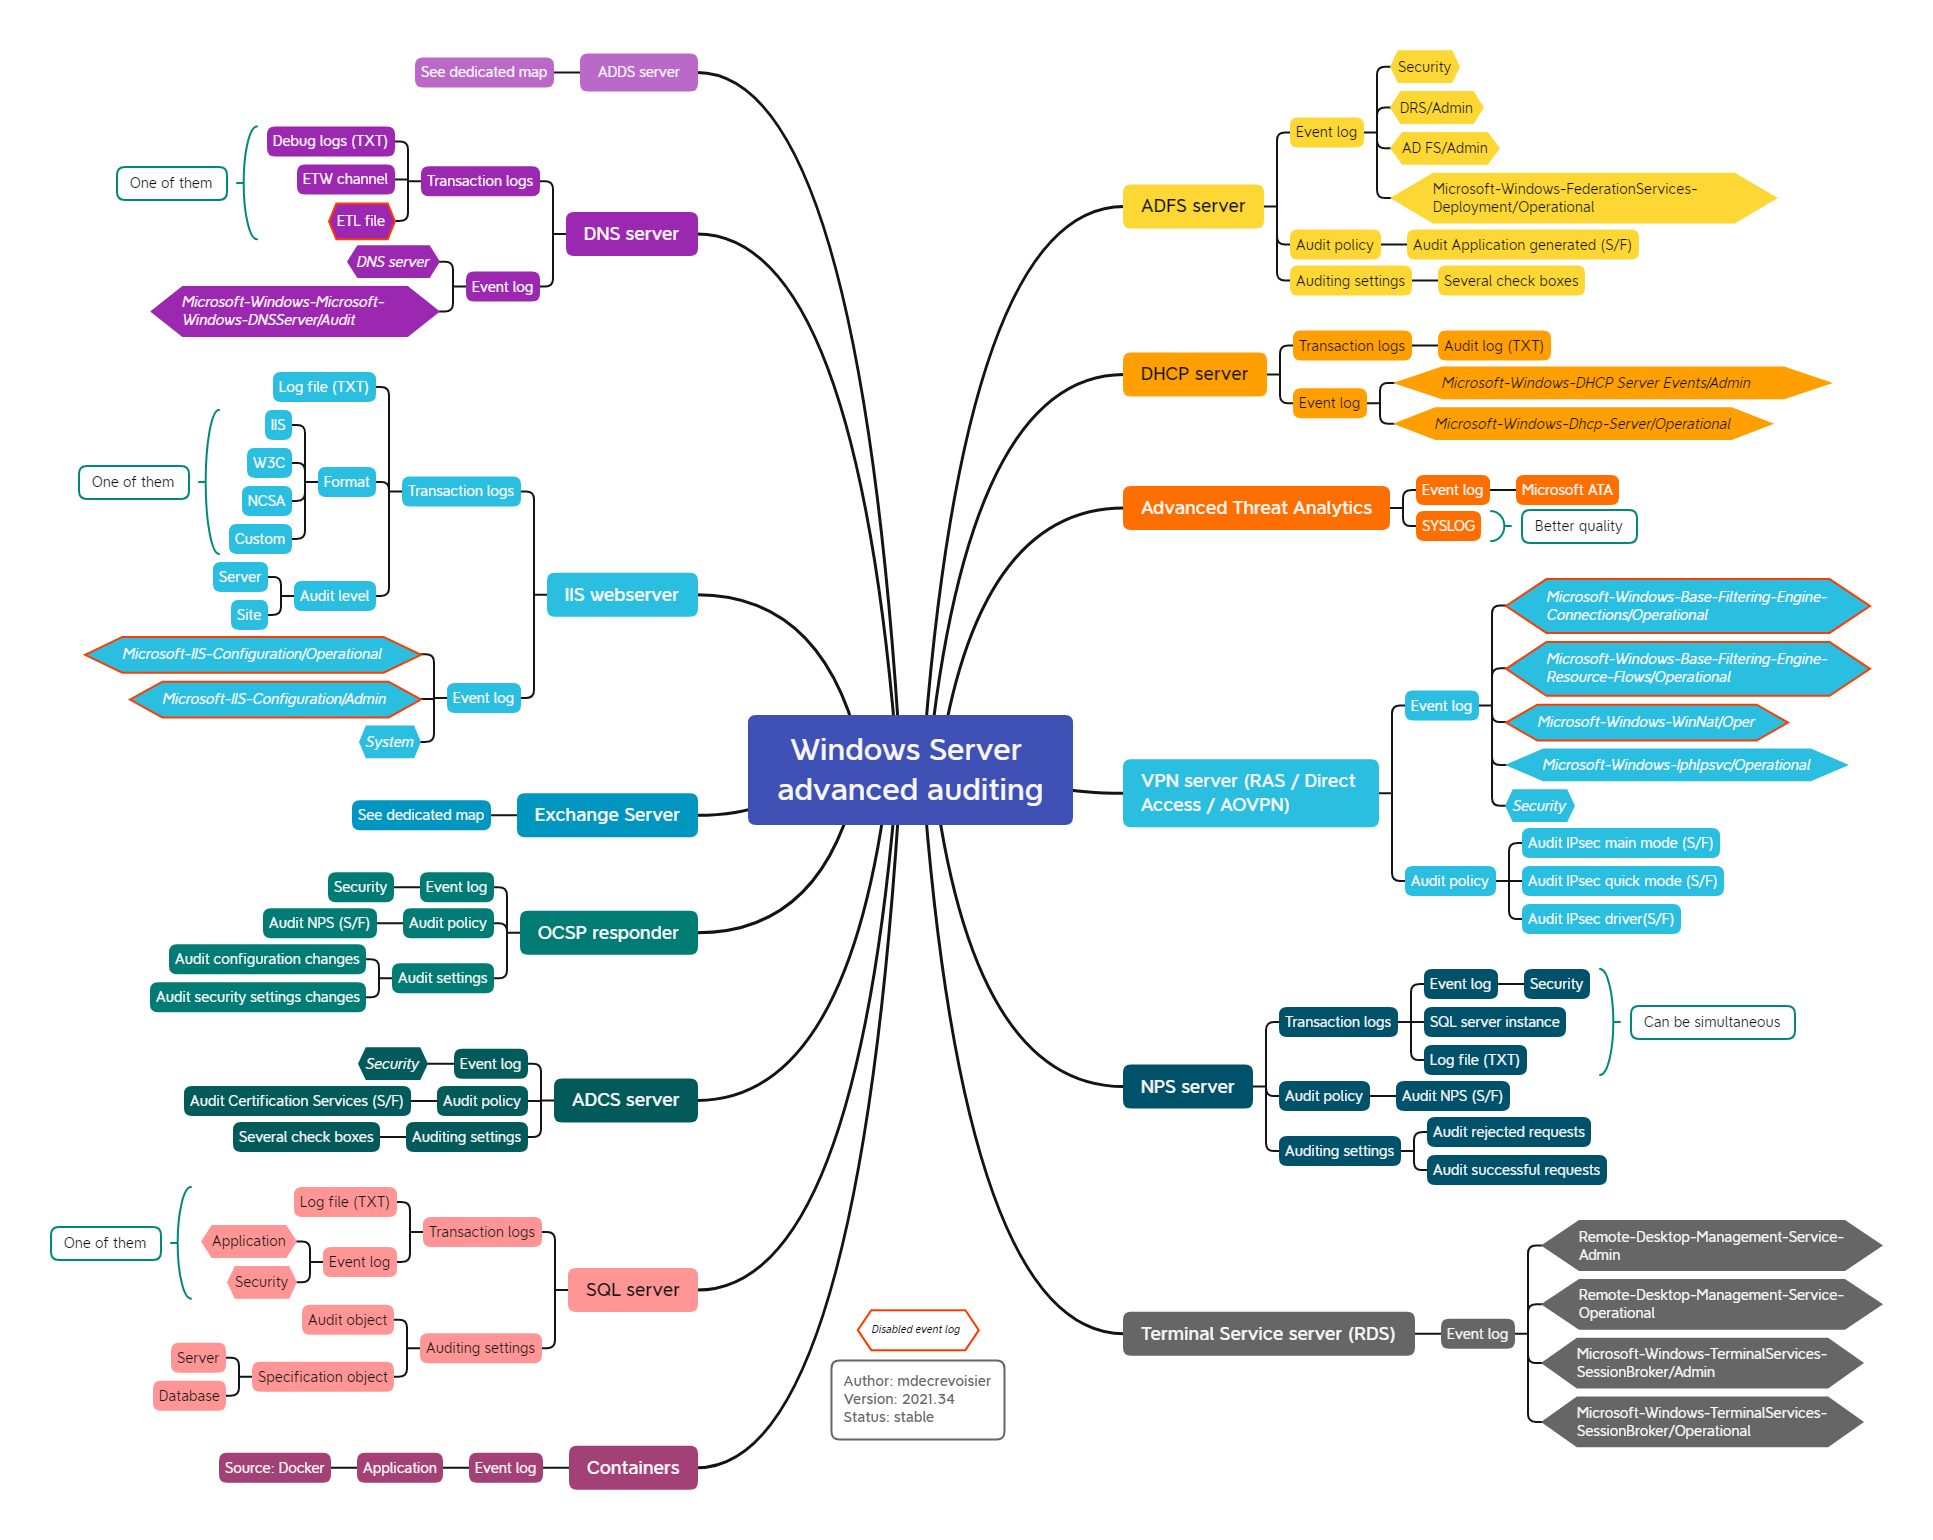 Windows Server
advanced auditing
ADDS server
See dedicated map
DNS server
Transaction logs
Debug logs (TXT)
ETW channel
ETL file
One of them
Event log
DNS server
Microsoft-Windows-Microsoft-
Windows-DNSServer/Audit
IIS webserver
Transaction logs
Log file (TXT)
Format
IIS
W3C
NCSA
Custom
One of them
Audit level
Server
Site
Event log
Microsoft-IIS-Configuration/Operational
Microsoft-IIS-Configuration/Admin
System
Exchange Server
See dedicated map
OCSP responder
Event log
Security
Audit policy
Audit NPS (S/F)
Audit settings
Audit configuration changes
Audit security settings changes
ADCS server
Event log
Security
Audit policy
Audit Certification Services (S/F)
Auditing settings
Several check boxes
SQL server
Transaction logs
Log file (TXT)
Event log
Application
Security
One of them
Auditing settings
Audit object
Specification object
Server
Database
Containers
Event log
Application
Source: Docker
ADFS server
Event log
Security
DRS/Admin
AD FS/Admin
Microsoft-Windows-FederationServices-
Deployment/Operational
Audit policy
Audit Application generated (S/F)
Auditing settings
Several check boxes
DHCP server
Transaction logs
Audit log (TXT)
Event log
Microsoft-Windows-DHCP Server Events/Admin
Microsoft-Windows-Dhcp-Server/Operational
Advanced Threat Analytics
Event log
Microsoft ATA
SYSLOG
Better quality
VPN server (RAS / Direct
Access / AOVPN)
Event log
Microsoft-Windows-Base-Filtering-Engine-
Connections/Operational
Microsoft-Windows-Base-Filtering-Engine-
Resource-Flows/Operational
Microsoft-Windows-WinNat/Oper
Microsoft-Windows-Iphlpsvc/Operational
Security
Audit policy
Audit IPsec main mode (S/F)
Audit IPsec quick mode (S/F)
Audit IPsec driver(S/F)
NPS server
Transaction logs
Event log
Security
SQL server instance
Log file (TXT)
Can be simultaneous
Audit policy
Audit NPS (S/F)
Auditing settings
Audit rejected requests
Audit successful requests
Terminal Service server (RDS)
Event log
Remote-Desktop-Management-Service-
Admin
Remote-Desktop-Management-Service-
Operational
Microsoft-Windows-TerminalServices-
SessionBroker/Admin
Microsoft-Windows-TerminalServices-
SessionBroker/Operational
Disabled event log
Author: mdecrevoisier
Version: 2021.34
Status: stable